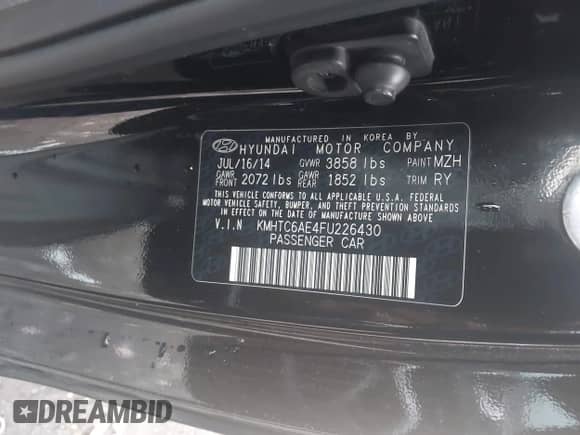 MANUFACTURED IN KOREA BY
HYUNDAI MOTOR COMPANY
JUL/16/14 GVWR 3858 lbs PAINT MZH
GAWR FRONT 2072 lbs GAWR REAR 1852 lbs TRIM RY
THIS VEHICLE CONFORMS TO ALL APPLICABLE U.S.A. FEDERAL
MOTOR VEHICLE SAFETY, BUMPER, AND THEFT PREVENTION STANDARDS
IN EFFECT ON THE DATE OF MANUFACTURE SHOWN ABOVE.
V.I.N KMHTC6AE4FU226430
PASSENGER CAR
DREAMBID